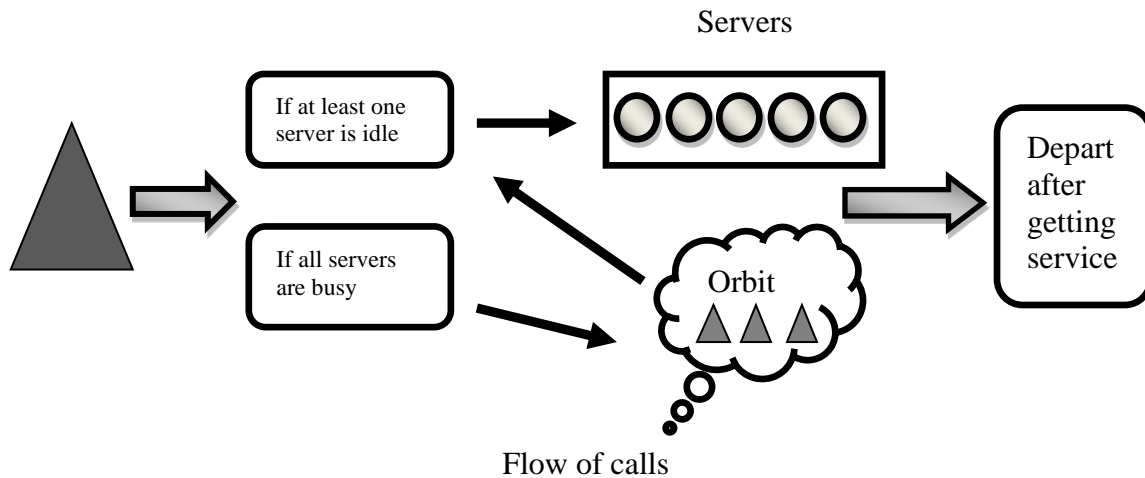 Servers
If at least one
server is idle
If all servers
are busy
Orbit
Depart
after
getting
service
Flow of calls